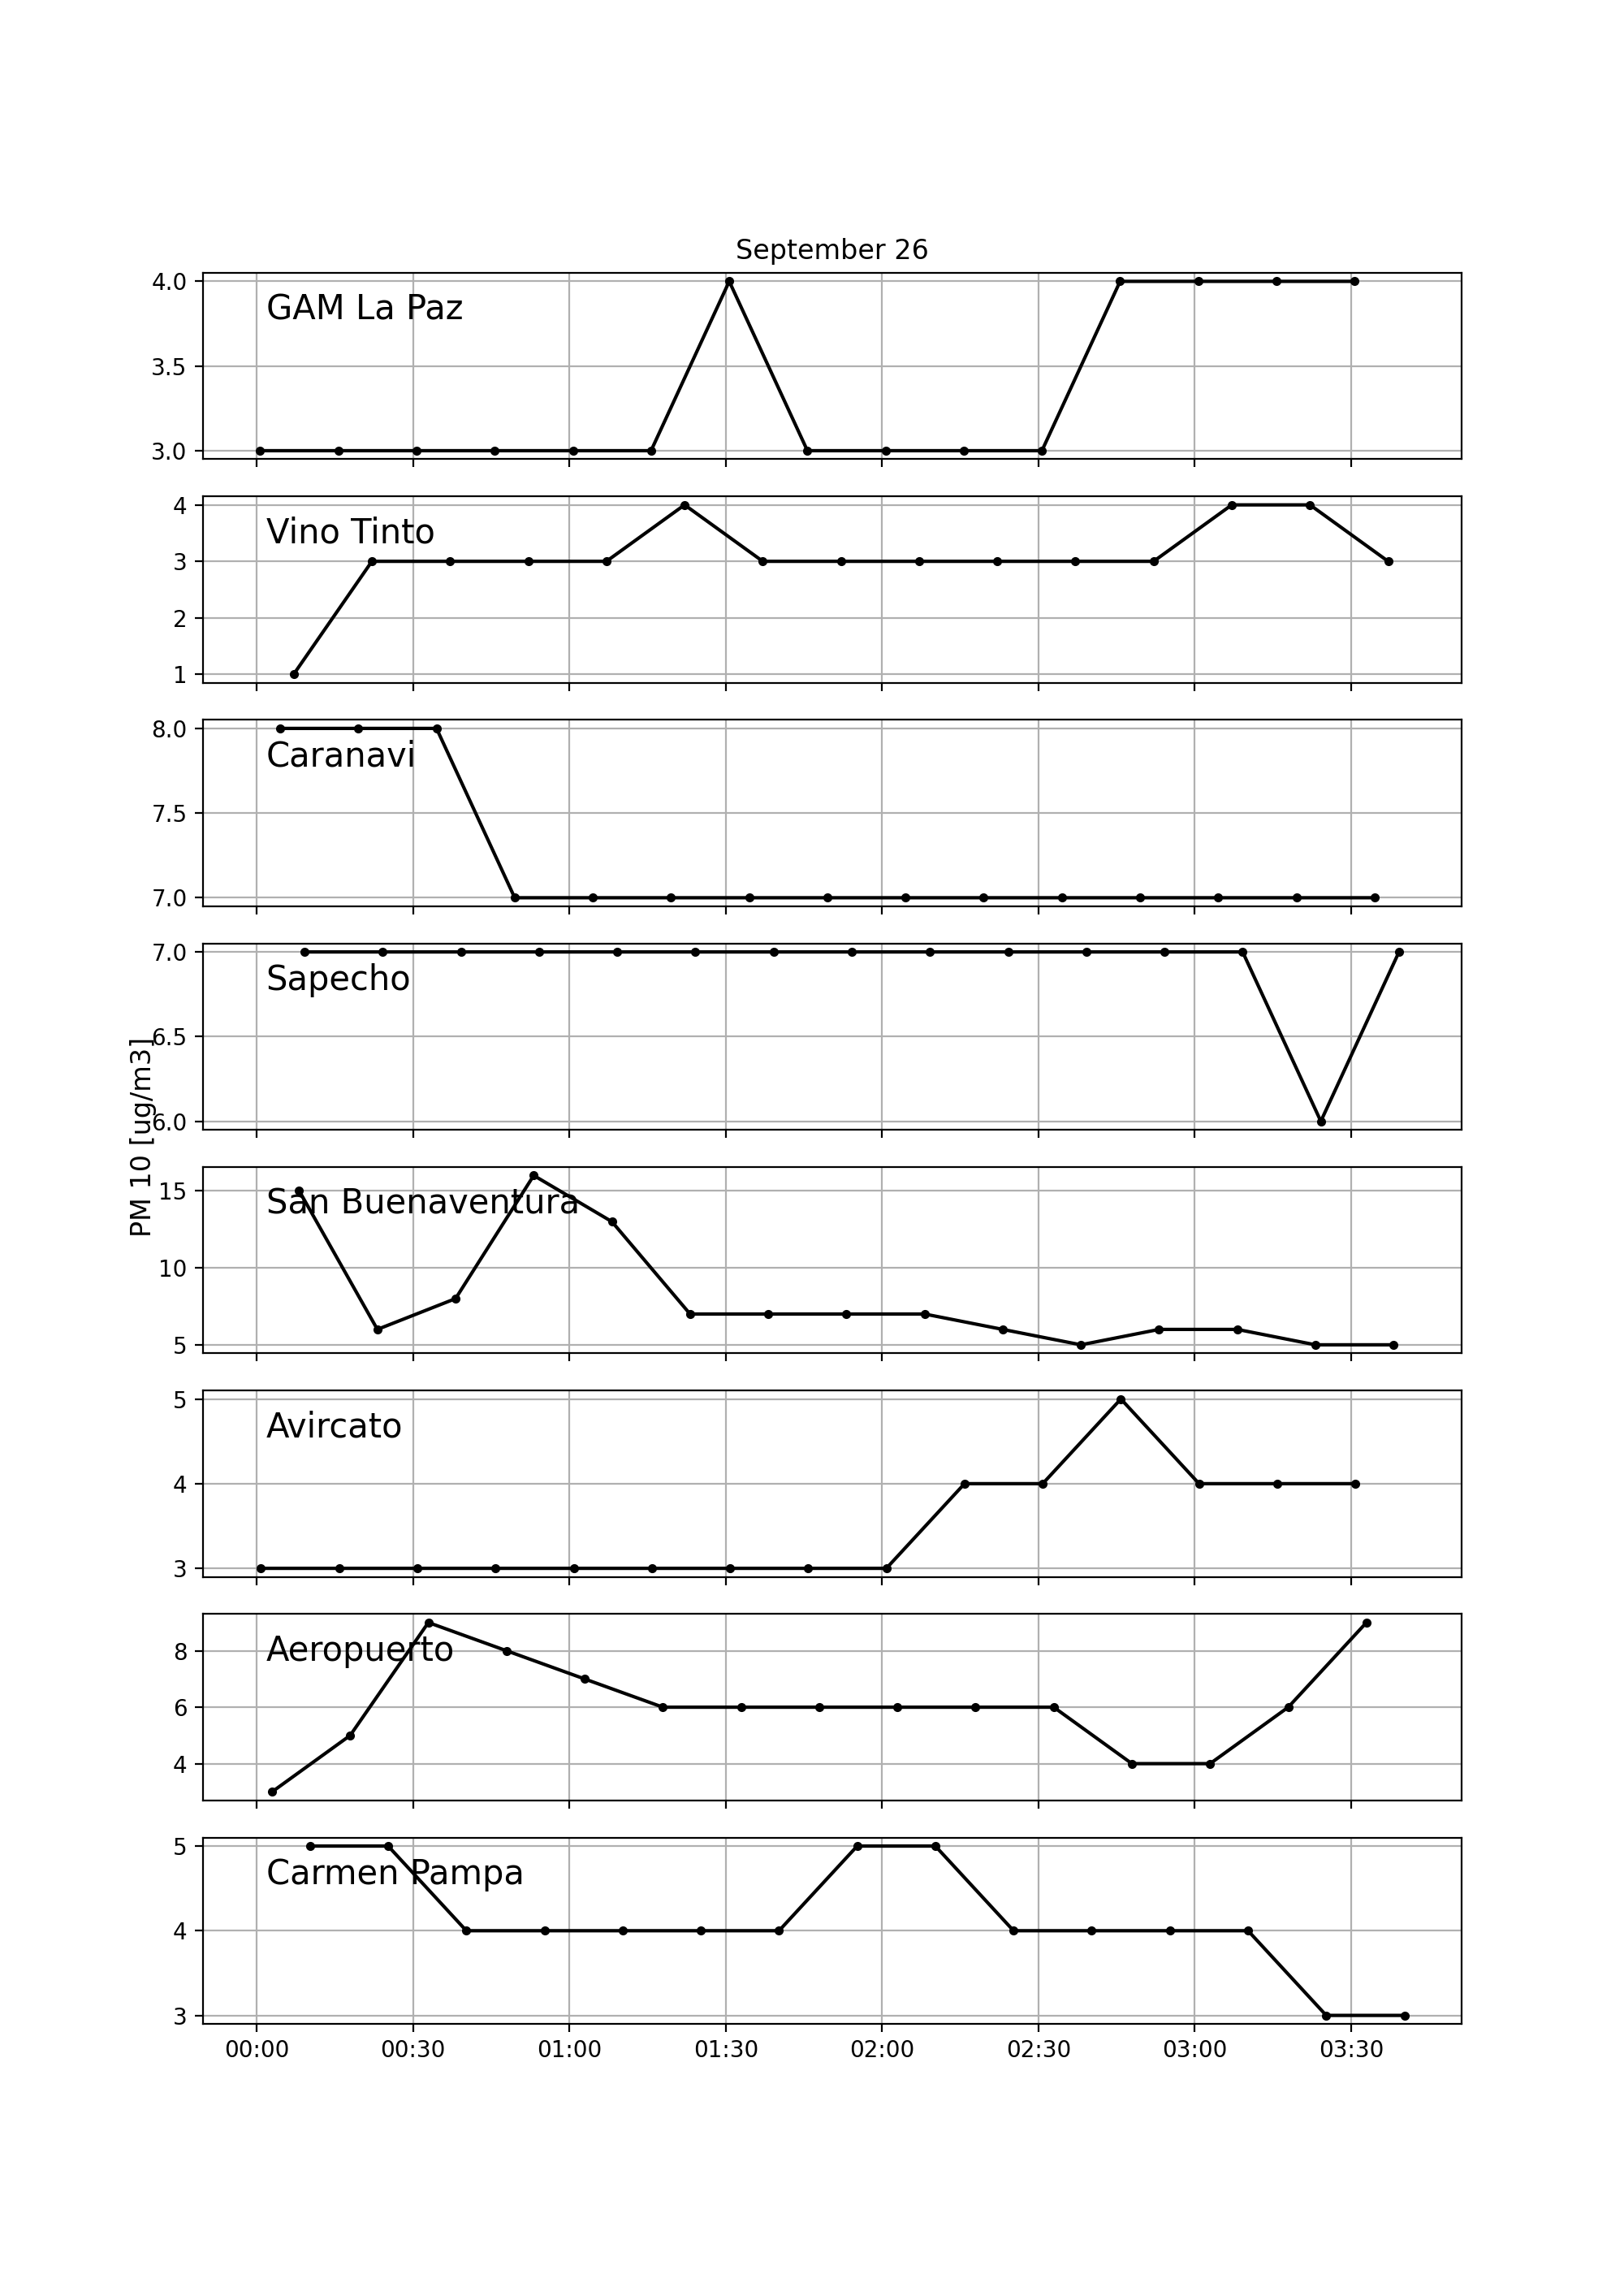 September 26
4.0
GAM La Paz
3.5
3.0
4
Vino Tinto
3
2
1
8.0
Caranavi
7.5
7.0
7.0
Sapecho
6.5
6.0
PM 10 [ug/m3]
15
San Buenaventura
10
5
5
Avircato
4
3
8
Aeropuerto
6
4
5
Carmen Pampa
4
3
00:00 00:30 01:00 01:30 02:00 02:30 03:00 03:30